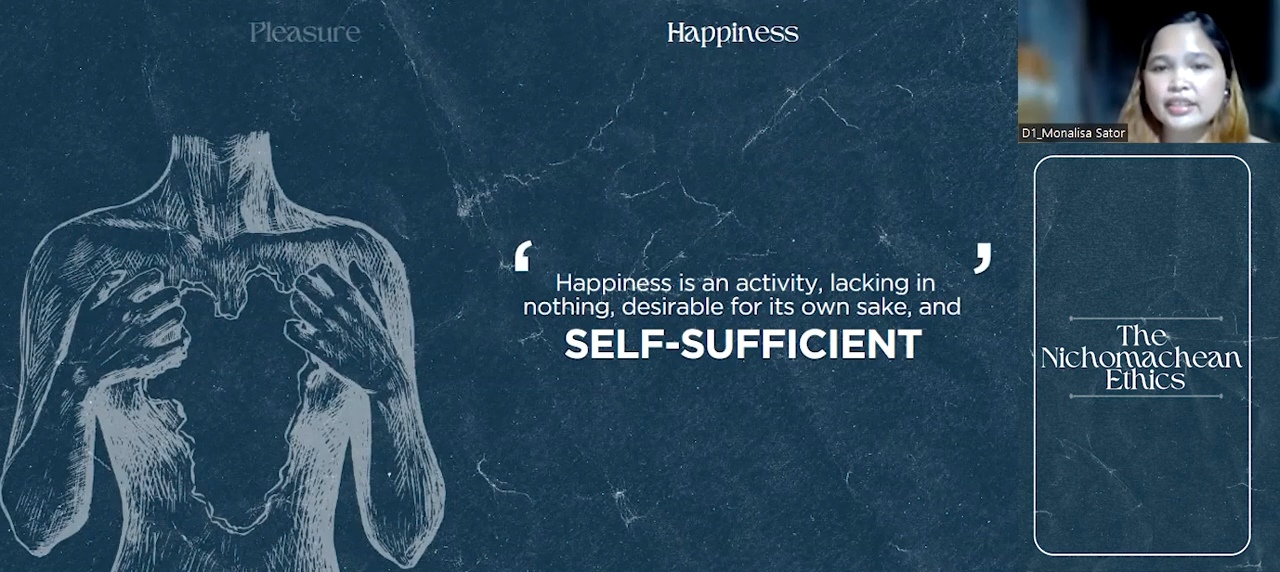 Pleasure
Happiness
D1_Monalisa Sator
‘
’
Happiness is an activity, lacking in
nothing, desirable for its own sake, and
SELF-SUFFICIENT
The
Nichomachean
Ethics